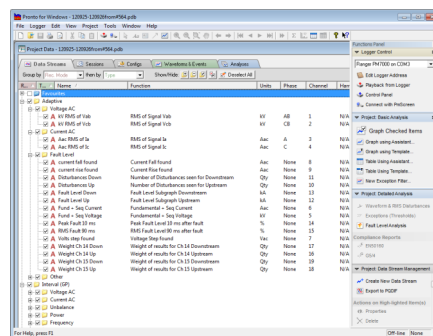 Pronto for Windows - 120925-120926from#564.pdb
File Logger Edit View Project Tools Window Help
Project Data - 120925-120926from#564.pdb
Data Streams Sessions Configs Waveforms & Events Analyses
Group by Rec. Mode then by Type Show/Hide: Deselect All
Name Function Units Phase Channel Harm
Favourites
Adaptive
Voltage AC
kV RMS of Vab RMS of Signal Vab kV AB 1 N/A
kV RMS of Vcb RMS of Signal Vcb kV CB 2 N/A
Current AC
Aac RMS of Ia RMS of Signal Ia Aac A 3 N/A
Aac RMS of Ic RMS of Signal Ic Aac C 4 N/A
Fault Level
current fall found Current Fall found Aac None 8 N/A
current rise found Current Rise found Aac None 9 N/A
Disturbances Down Number of Disturbances seen for Downstream Qty None 11 N/A
Disturbances Up Number of Disturbances seen for Upstream Qty None 10 N/A
Fault Level Down Fault Level Subgraph Downstream kA None 13 N/A
Fault Level Up Fault Level Subgraph Upstream kA None 12 N/A
Fund + Seq Current Fundamental + Seq Current Aac None 6 N/A
Fund + Seq Voltage Fundamental + Seq Voltage kV None 5 N/A
Peak Fault 10 ms Peak Fault Level 10 ms after fault % None 14 N/A
RMS Fault 90 ms RMS Fault Level 90 ms after fault % None 15 N/A
Volts step found Voltage Step found Vac None 7 N/A
Weight Ch 14 Down Weight of results for Ch 14 Downstream Qty None 17 N/A
Weight Ch 14 Up Weight of results for Ch 14 Upstream Qty None 16 N/A
Weight Ch 15 Down Weight of results for Ch 15 Downstream Qty None 19 N/A
Weight Ch 15 Up Weight of results for Ch 15 Upstream Qty None 18 N/A
Other
Interval (GP)
Voltage AC
Current AC
Unbalance
Power
Frequency
Functions Panel
Logger Control
Range PM7000 on COM3
Edit Logger Address
Playback from Logger
Control Panel
Connect with PmScreen
Project: Basic Analysis
Graph Checked Items
Graph using Assistant...
Graph using Template...
Table Using Assistant...
Table Using Template...
New Exception Filter...
Project: Detailed Analysis
Waveform & RMS Disturbances
Exceptions (Thresholds)
Fault Level Analysis
Compliance Reports
EN50160
G5/4
Project: Data Stream Management
Create New Data Stream
Export to PQDIF
Actions on high-lighted item(s)
Properties
Delete
For Help, press F1
Off-line None